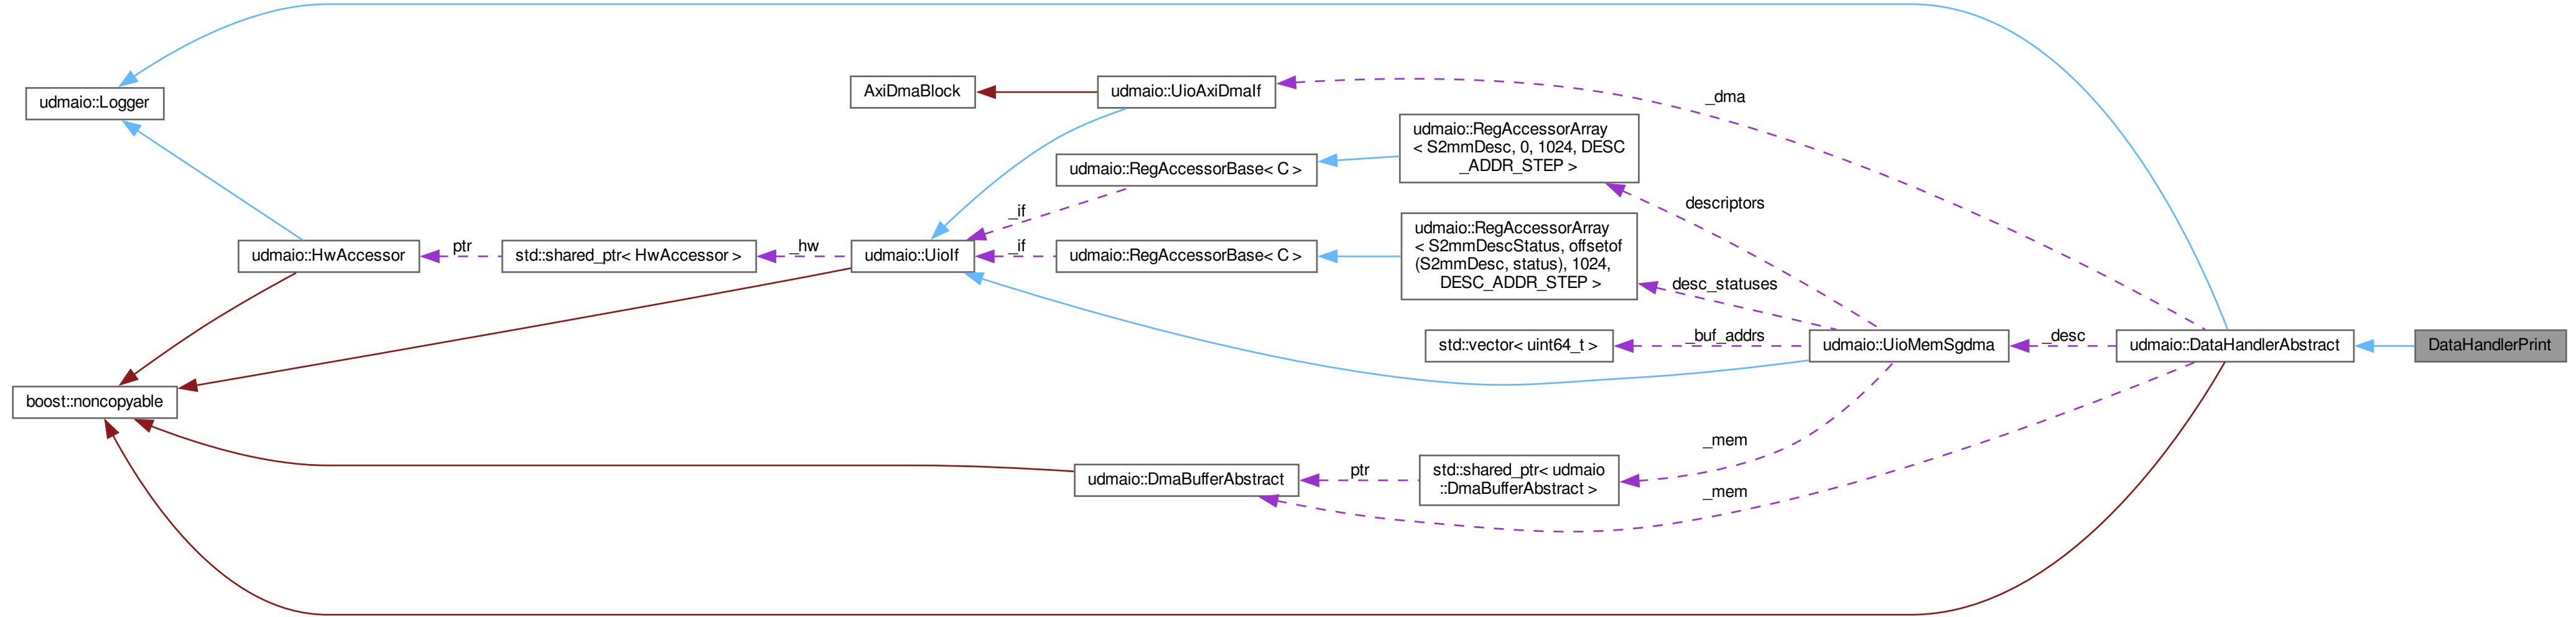 udmaio::Logger
AxiDmaBlock
udmaio::UioAxiDmaIf
_dma
udmaio::RegAccessorArray
< S2mmDesc, 0, 1024, DESC
_ADDR_STEP >
udmaio::RegAccessorBase< C >
descriptors
_if
udmaio::HwAccessor
ptr
std::shared_ptr< HwAccessor >
_hw
udmaio::UioIf
_if
udmaio::RegAccessorBase< C >
udmaio::RegAccessorArray
< S2mmDescStatus, offsetof
(S2mmDesc, status), 1024,
DESC_ADDR_STEP >
desc_statuses
std::vector< uint64_t >
_buf_addrs
udmaio::UioMemSgdma
_desc
udmaio::DataHandlerAbstract
DataHandlerPrint
boost::noncopyable
_mem
udmaio::DmaBufferAbstract
ptr
std::shared_ptr< udmaio
::DmaBufferAbstract >
_mem